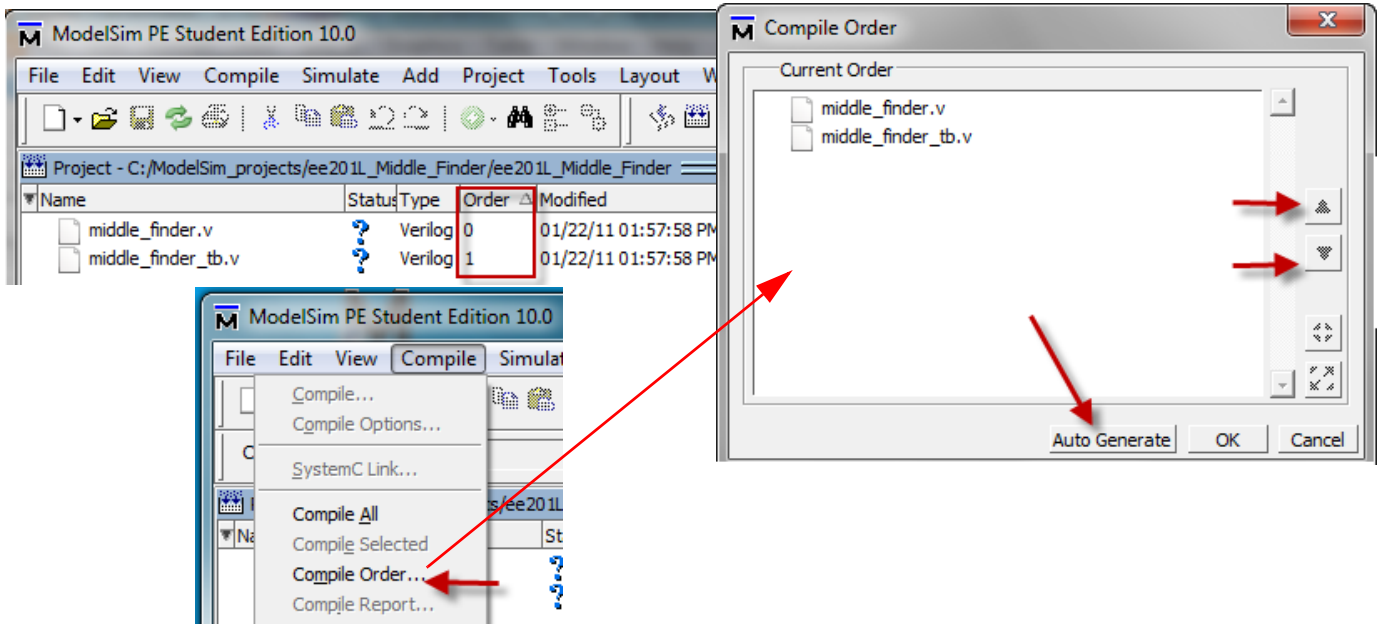 ModelSim PE Student Edition 10.0
File Edit View Compile Simulate Add Project Tools Layout W
Project - C:/ModelSim_projects/ee201L_Middle_Finder/ee201L_Middle_Finder
Name Status Type Order Modified
middle_finder.v Verilog 0 01/22/11 01:57:58 PM
middle_finder_tb.v Verilog 1 01/22/11 01:57:58 PM
Compile Order
Current Order
middle_finder.v
middle_finder_tb.v
Auto Generate OK Cancel
ModelSim PE Student Edition 10.0
File Edit View Compile Simulat
Compile...
Compile Options...
SystemC Link...
ts/ee201L
Na St
Compile All
Compile Selected
Compile Order...
Compile Report...